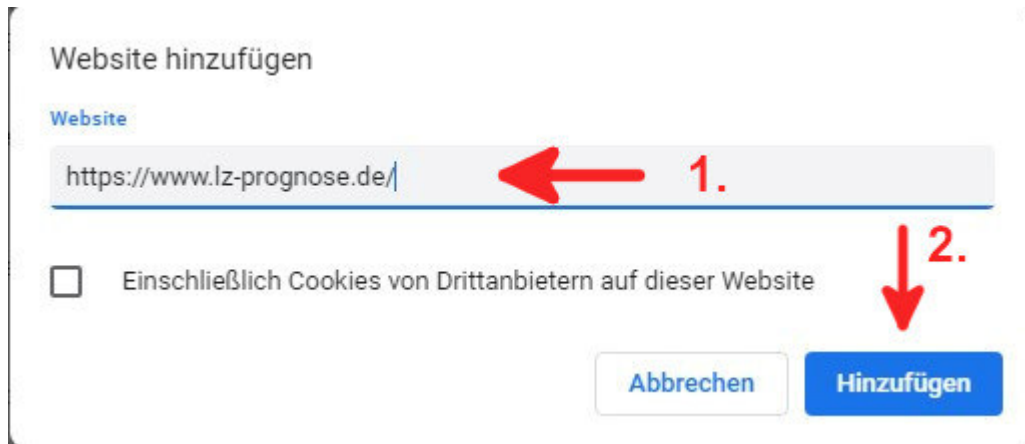 Website hinzufügen
Website
https://www.lz-prognose.de/
1.
2.
Einschließlich Cookies von Drittanbietern auf dieser Website
Abbrechen
Hinzufügen